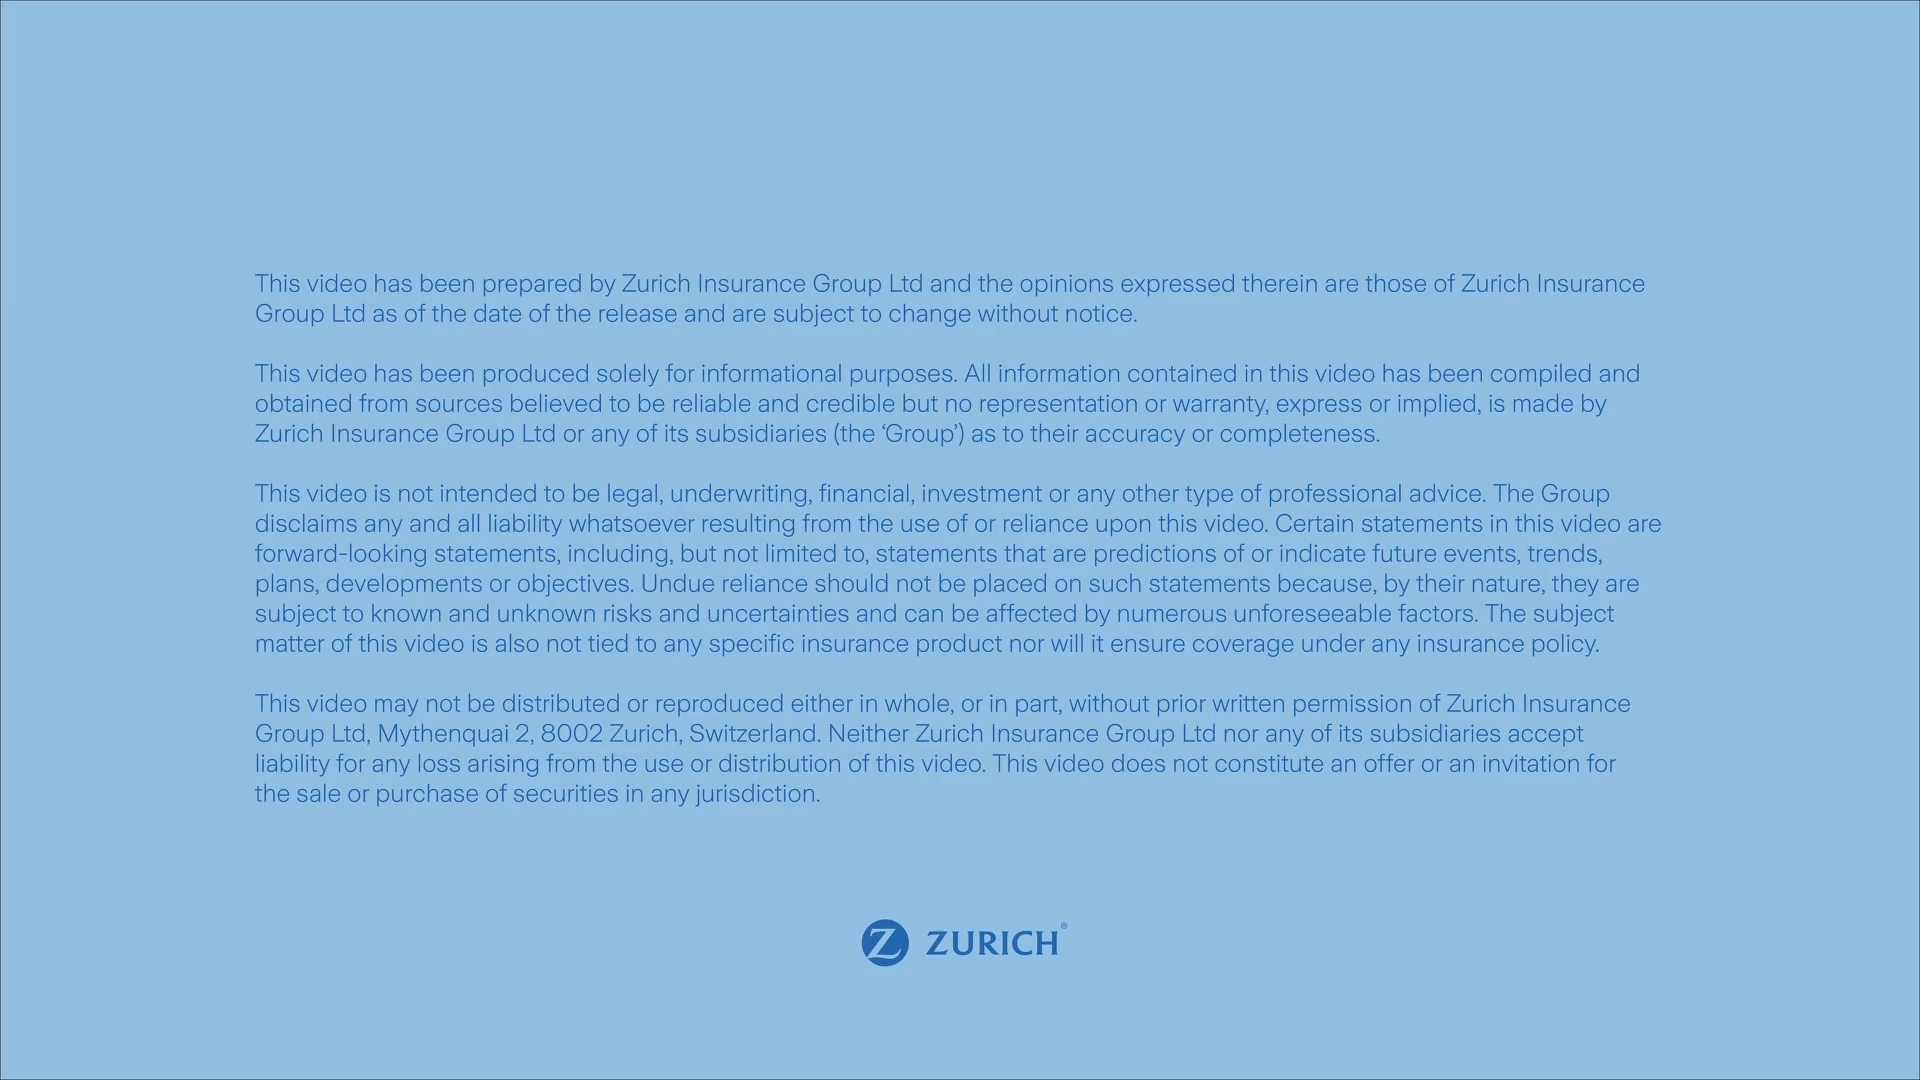 This video has been prepared by Zurich Insurance Group Ltd and the opinions expressed therein are those of Zurich Insurance
Group Ltd as of the date of the release and are subject to change without notice.
This video has been produced solely for informational purposes. All information contained in this video has been compiled and
obtained from sources believed to be reliable and credible but no representation or warranty, express or implied, is made by
Zurich Insurance Group Ltd or any of its subsidiaries (the ‘Group’) as to their accuracy or completeness.
This video is not intended to be legal, underwriting, financial, investment or any other type of professional advice. The Group
disclaims any and all liability whatsoever resulting from the use of or reliance upon this video. Certain statements in this video are
forward-looking statements, including, but not limited to, statements that are predictions of or indicate future events, trends,
plans, developments or objectives. Undue reliance should not be placed on such statements because, by their nature, they are
subject to known and unknown risks and uncertainties and can be affected by numerous unforeseeable factors. The subject
matter of this video is also not tied to any specific insurance product nor will it ensure coverage under any insurance policy.
This video may not be distributed or reproduced either in whole, or in part, without prior written permission of Zurich Insurance
Group Ltd, Mythenquai 2, 8002 Zurich, Switzerland. Neither Zurich Insurance Group Ltd nor any of its subsidiaries accept
liability for any loss arising from the use or distribution of this video. This video does not constitute an offer or an invitation for
the sale or purchase of securities in any jurisdiction.
Z ZURICH®